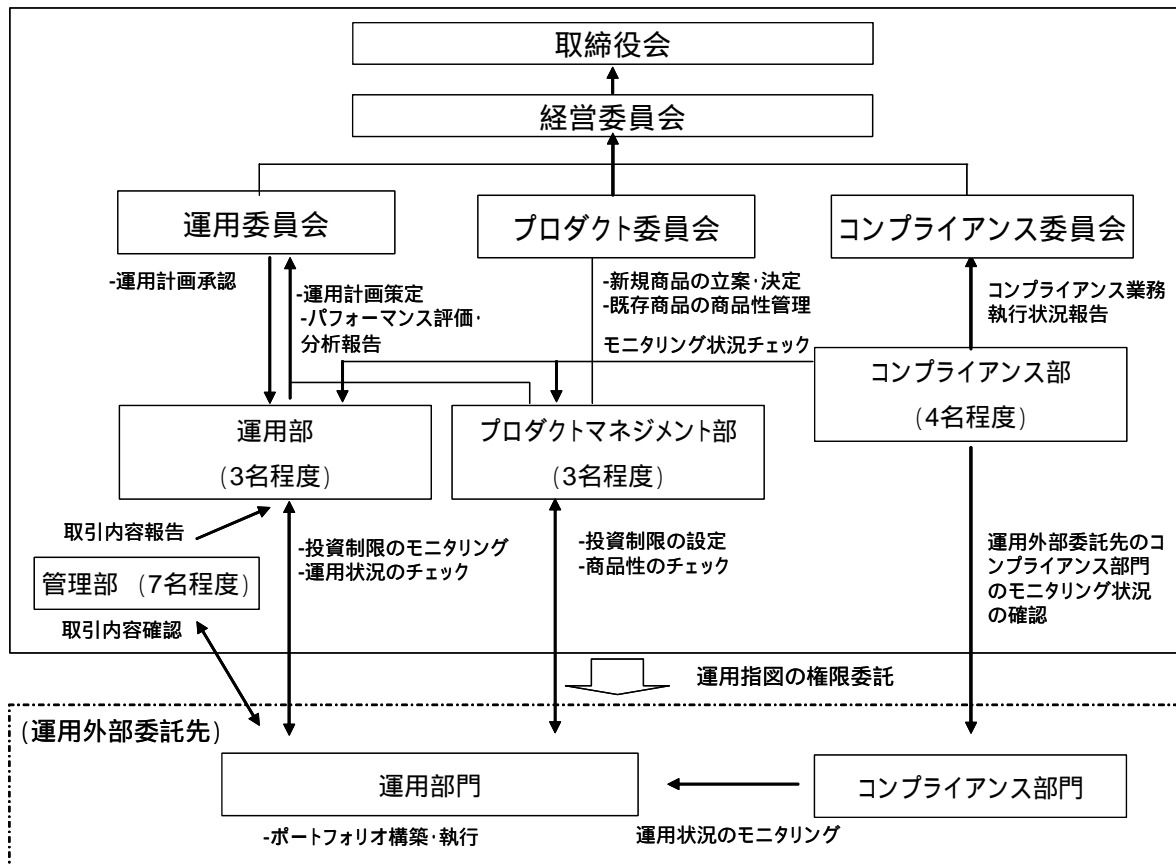 取締役会
経営委員会
運用委員会
プロダクト委員会
コンプライアンス委員会
-運用計画承認
-運用計画策定
-パフォーマンス評価・
分析報告
-新規商品の立案・決定
-既存商品の商品性管理
コンプライアンス業務
執行状況報告
モニタリング状況チェック
運用部
(3名程度)
プロダクトマネジメント部
(3名程度)
コンプライアンス部
(4名程度)
取引内容報告
管理部 (7名程度)
取引内容確認
-投資制限のモニタリング
-運用状況のチェック
-投資制限の設定
-商品性のチェック
運用外部委託先のコ
ンプライアンス部門
のモニタリング状況
の確認
運用指図の権限委託
(運用外部委託先)
運用部門
コンプライアンス部門
-ポートフォリオ構築・執行
運用状況のモニタリング